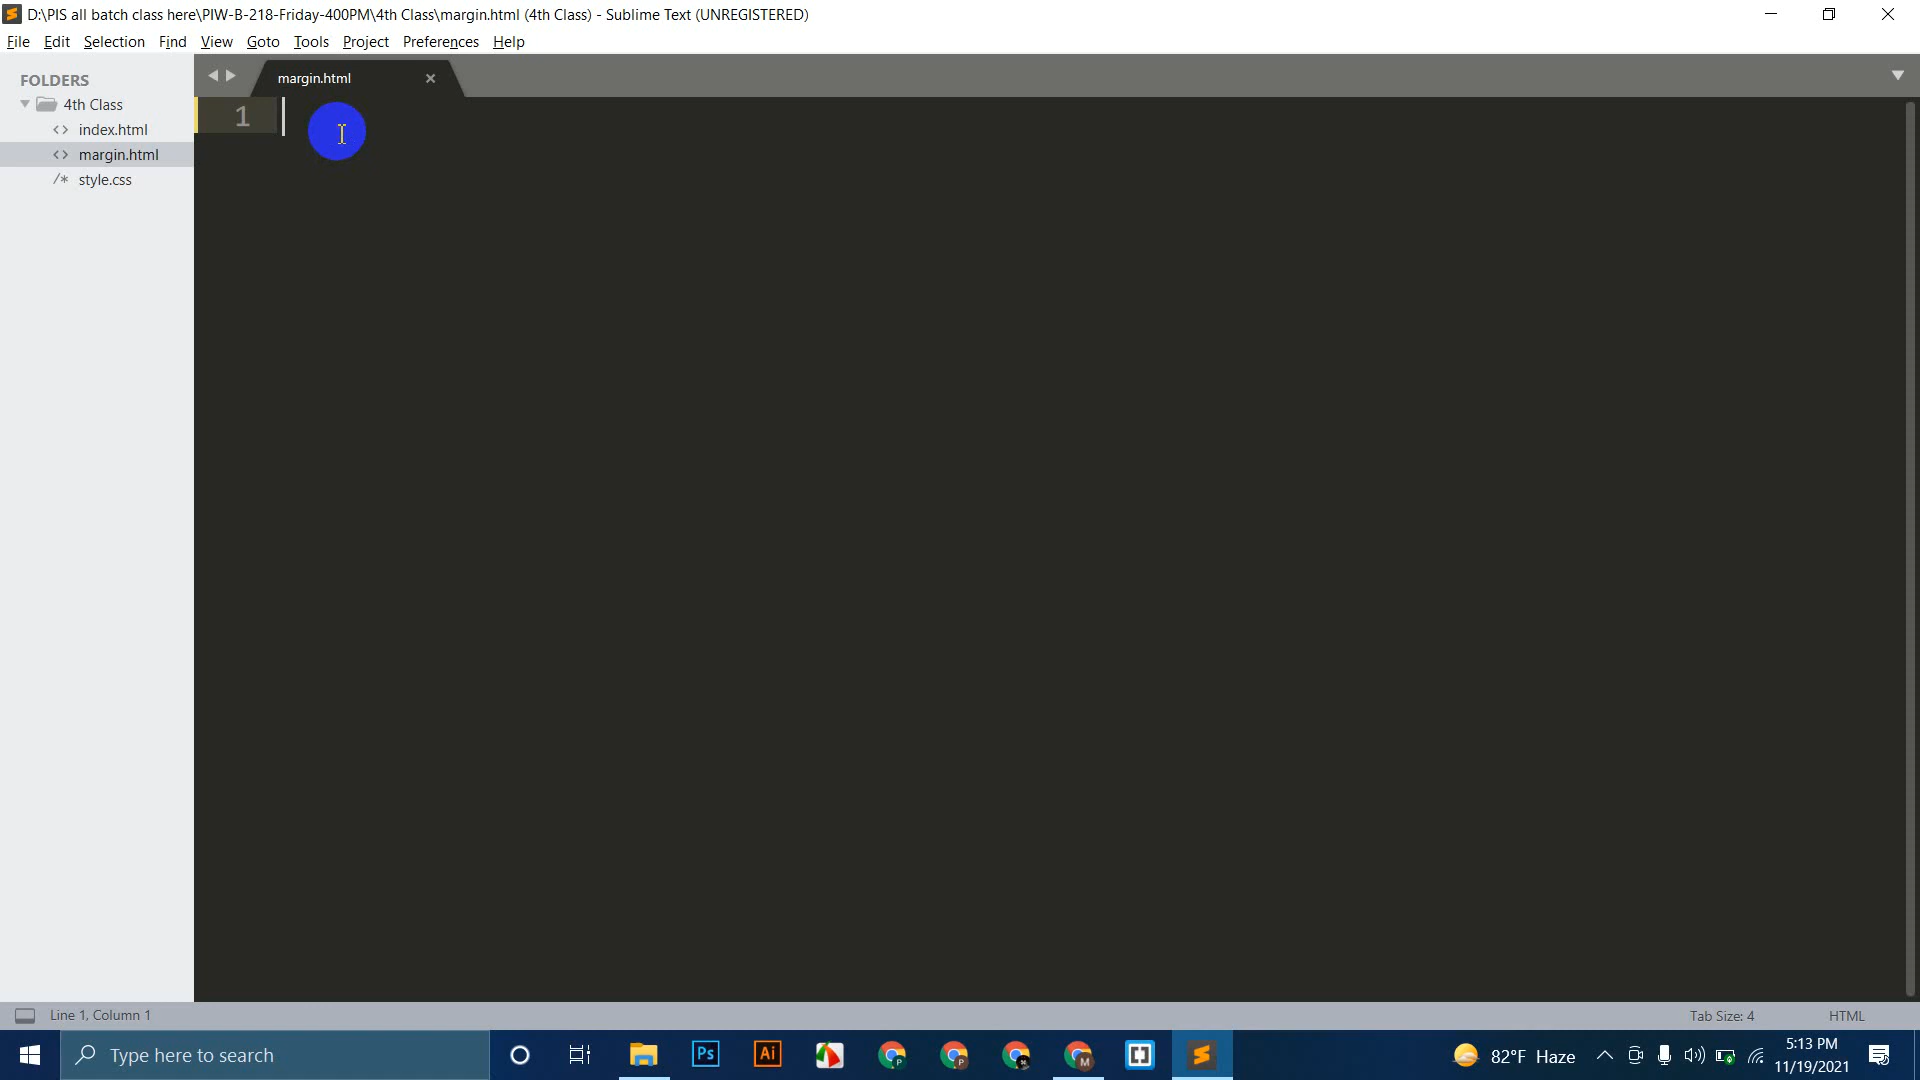 D:\PIS all batch class here\PIW-B-218-Friday-400PM\4th Class\margin.html (4th Class) - Sublime Text (UNREGISTERED)
File Edit Selection Find View Goto Tools Project Preferences Help
FOLDERS
4th Class
<> index.html
<> margin.html
/* style.css
margin.html
1
Line 1, Column 1
Tab Size: 4
HTML
Type here to search
Ps
Ai
P
P
M
82°F Haze
5:13 PM
11/19/2021